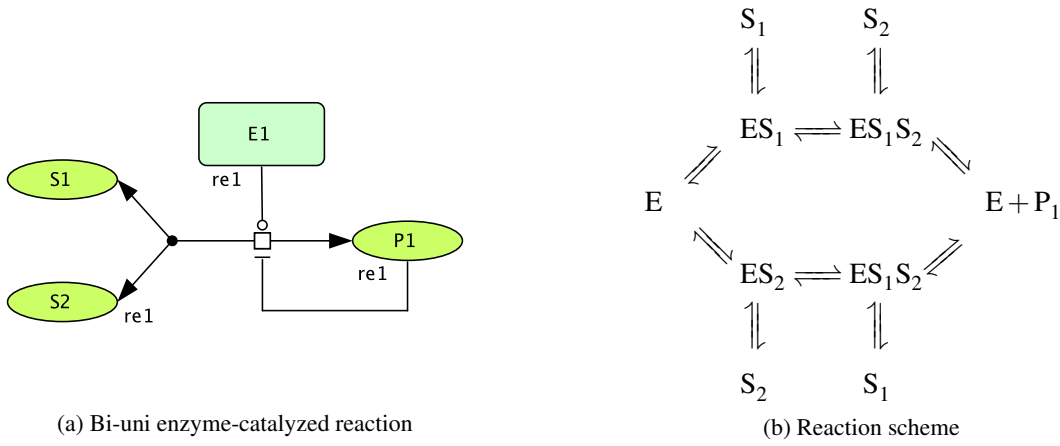 E1
re1
S1
P1
re1
S2
re1
(a) Bi-uni enzyme-catalyzed reaction
S₁ S₂
ES₁ ES₁S₂
E E + P₁
ES₂ ES₁S₂
S₂ S₁
(b) Reaction scheme